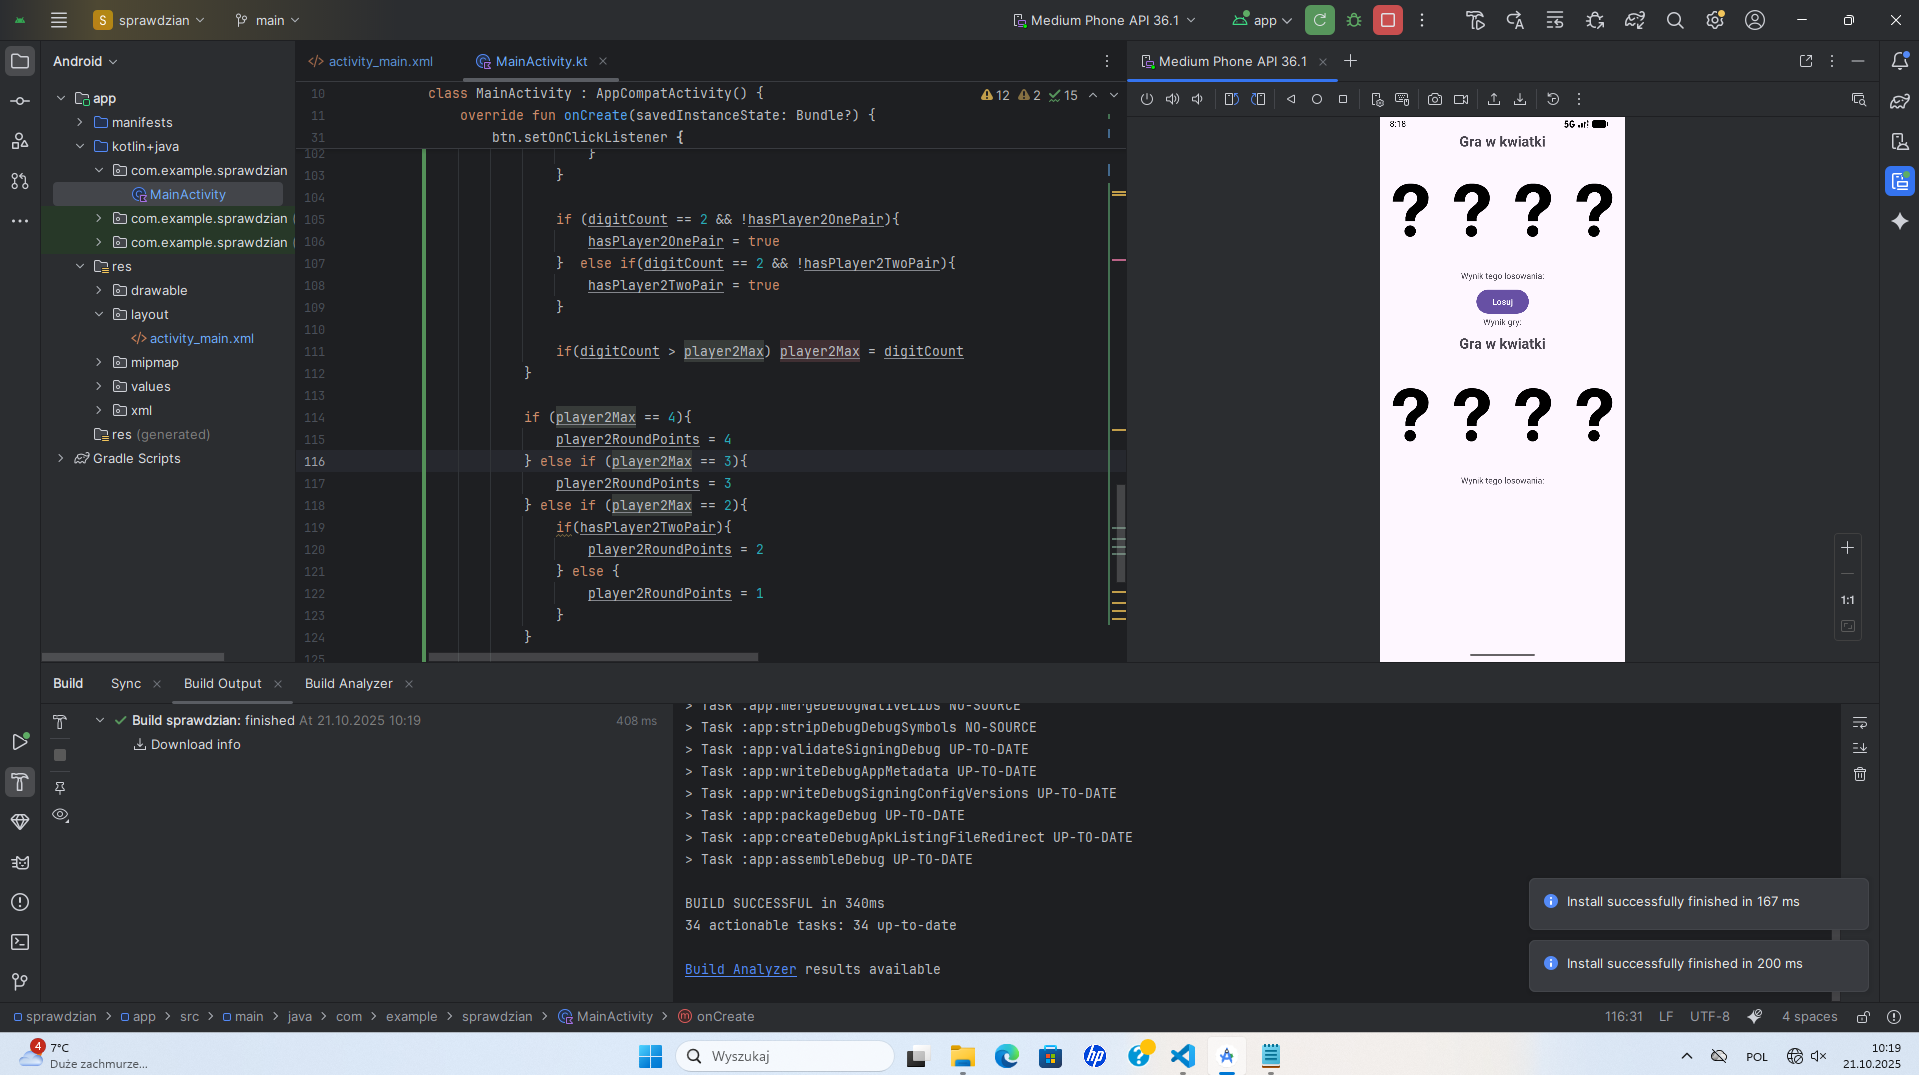 S sprawdzian main Medium Phone API 36.1 app
Android
app
manifests
kotlin+java
com.example.sprawdzian
MainActivity
com.example.sprawdzian (
com.example.sprawdzian (
res
drawable
layout
activity_main.xml
mipmap
values
xml
res (generated)
Gradle Scripts
activity_main.xml MainActivity.kt
12 2 15
10 class MainActivity : AppCompatActivity() {
11 override fun onCreate(savedInstanceState: Bundle?) {
31 btn.setOnClickListener {
102 }
103 }
104
105 if (digitCount == 2 && !hasPlayer2OnePair){
106 hasPlayer2OnePair = true
107 } else if(digitCount == 2 && !hasPlayer2TwoPair){
108 hasPlayer2TwoPair = true
109 }
110
111 if(digitCount > player2Max) player2Max = digitCount
112 }
113
114 if (player2Max == 4){
115 player2RoundPoints = 4
116 } else if (player2Max == 3){
117 player2RoundPoints = 3
118 } else if (player2Max == 2){
119 if(hasPlayer2TwoPair){
120 player2RoundPoints = 2
121 } else {
122 player2RoundPoints = 1
123 }
124 }
125
Medium Phone API 36.1
8:18 5G
Gra w kwiatki
? ? ? ?
Wynik tego losowania:
Losuj
Wynik gry:
Gra w kwiatki
? ? ? ?
Wynik tego losowania:
1:1
Build Sync Build Output Build Analyzer
Build sprawdzian: finished At 21.10.2025 10:19 408 ms
Download info
> Task :app:mergeDebugNativeLibs NO-SOURCE
> Task :app:stripDebugDebugSymbols NO-SOURCE
> Task :app:validateSigningDebug UP-TO-DATE
> Task :app:writeDebugAppMetadata UP-TO-DATE
> Task :app:writeDebugSigningConfigVersions UP-TO-DATE
> Task :app:packageDebug UP-TO-DATE
> Task :app:createDebugApkListingFileRedirect UP-TO-DATE
> Task :app:assembleDebug UP-TO-DATE
BUILD SUCCESSFUL in 340ms
34 actionable tasks: 34 up-to-date
Build Analyzer results available
Install successfully finished in 167 ms
Install successfully finished in 200 ms
sprawdzian > app > src > main > java > com > example > sprawdzian > MainActivity > onCreate
116:31 LF UTF-8 4 spaces
4 7°C
Duże zachmurze...
Wyszukaj
POL
10:19
21.10.2025